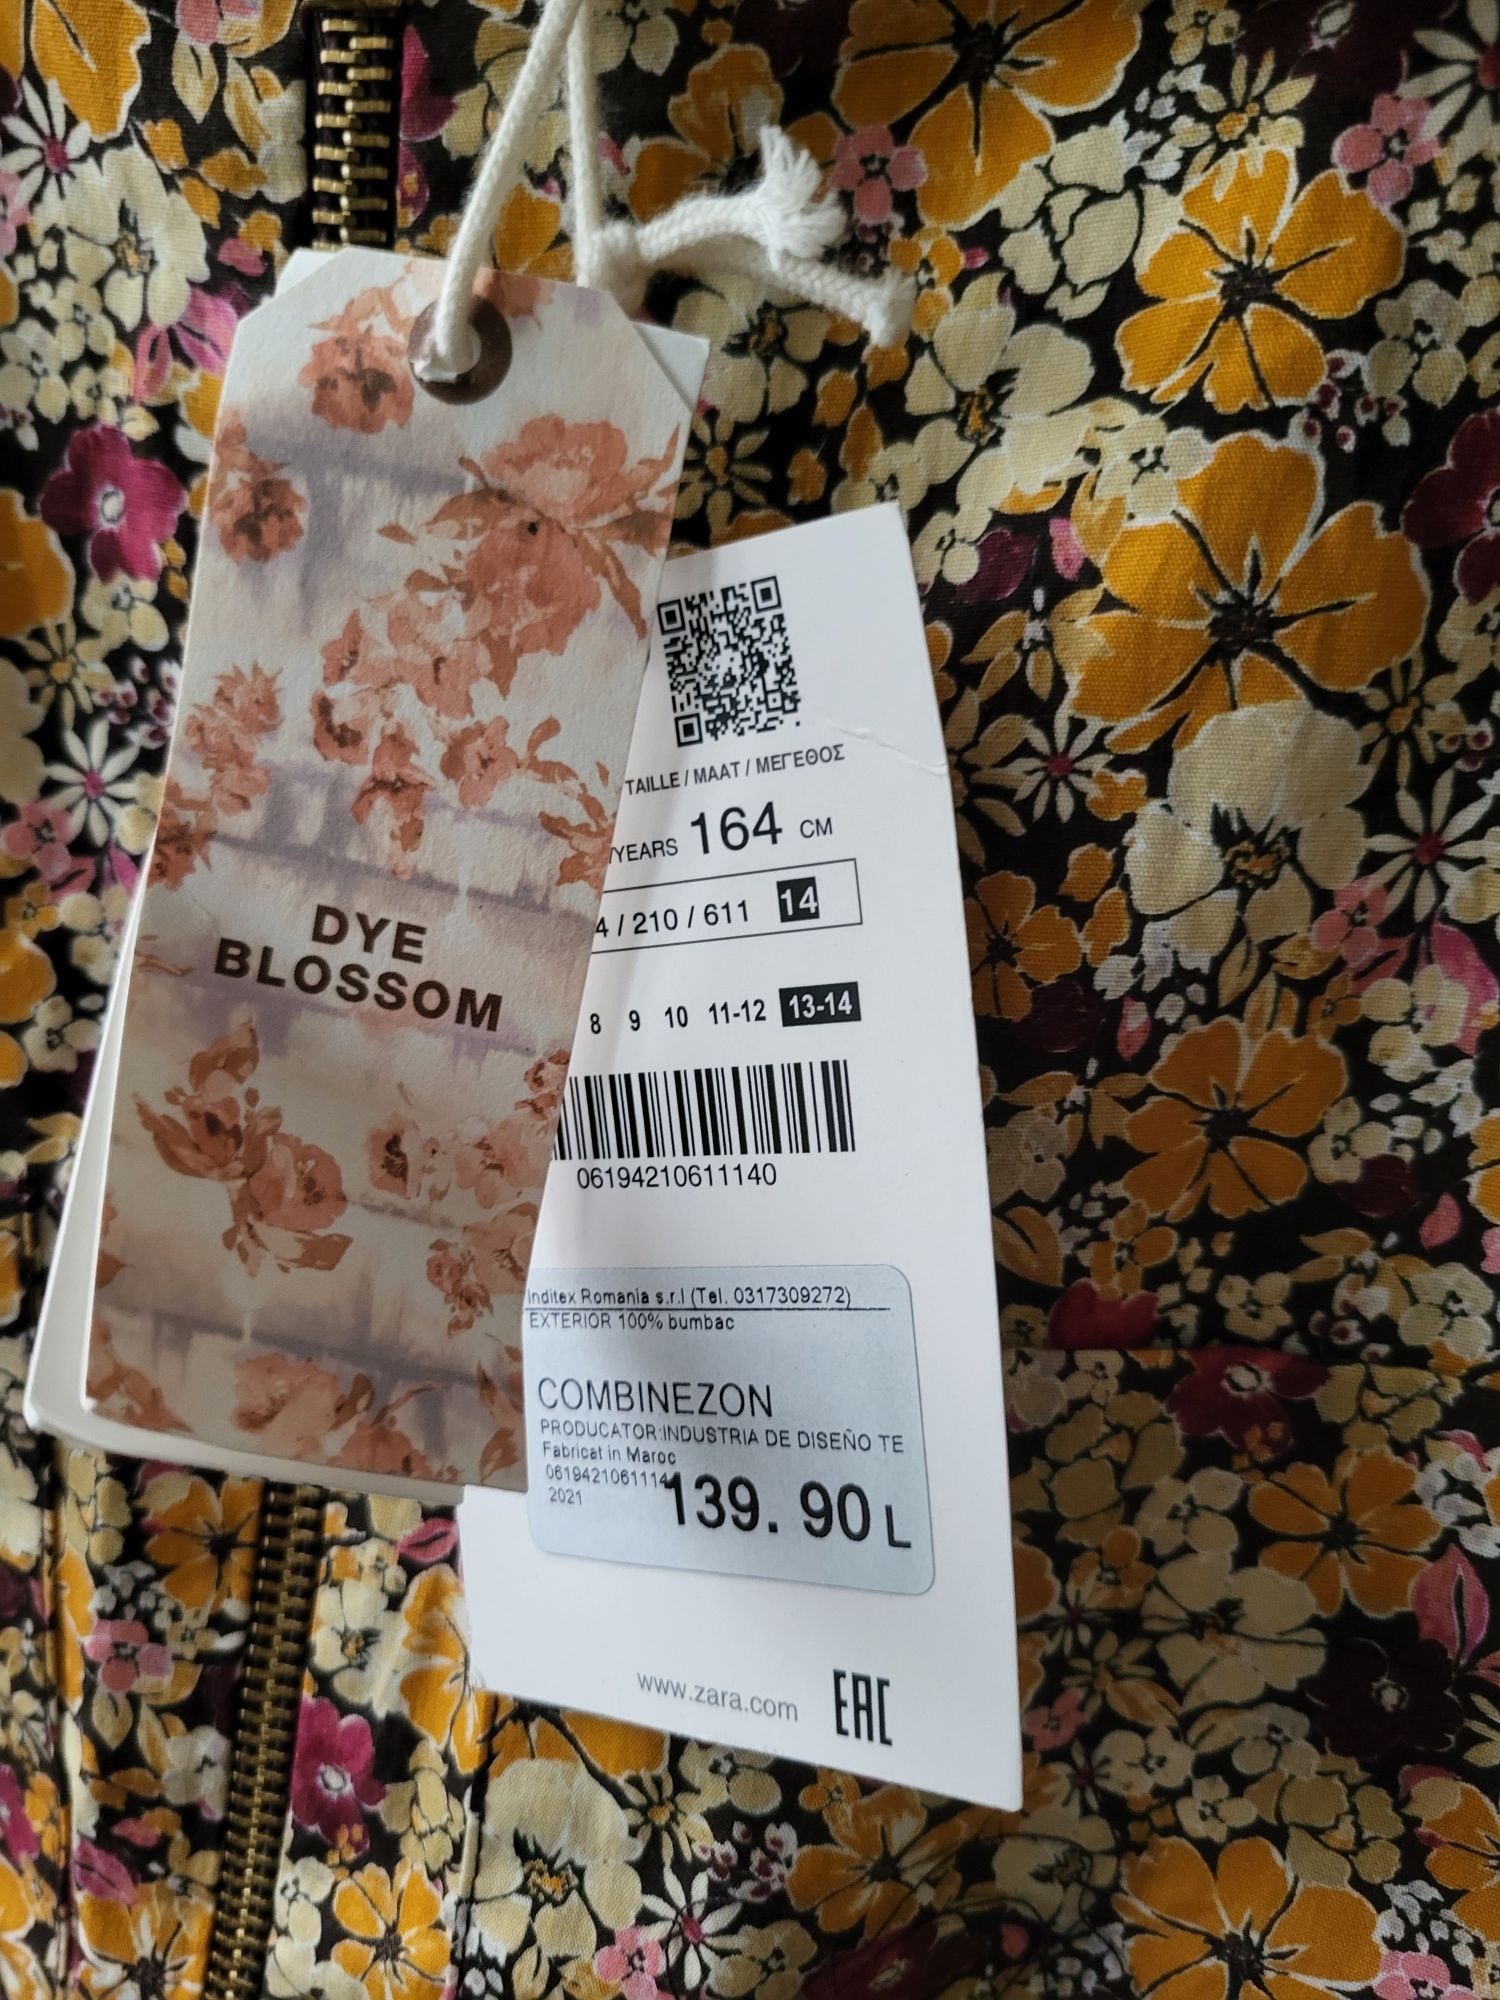 DYE
BLOSSOM
TAILLE / MAAT / ΜΕΓΕΘΟΣ
/YEARS 164 CM
4 / 210 / 611 14
8 9 10 11-12 13-14
06194210611140
Inditex Romania s.r.l (Tel. 0317309272)
EXTERIOR 100% bumbac
COMBINEZON
PRODUCATOR:INDUSTRIA DE DISEÑO TE
Fabricat in Maroc
0619421061114
2021
139.90 L
www.zara.com EAC